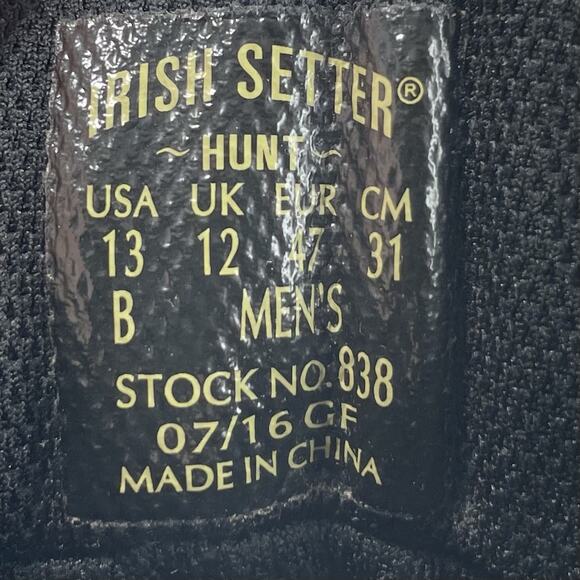 IRISH SETTER®
~ HUNT ~
USA UK EUR CM
13 12 47 31
B MEN'S
STOCK NO. 838
07/16 GF
MADE IN CHINA